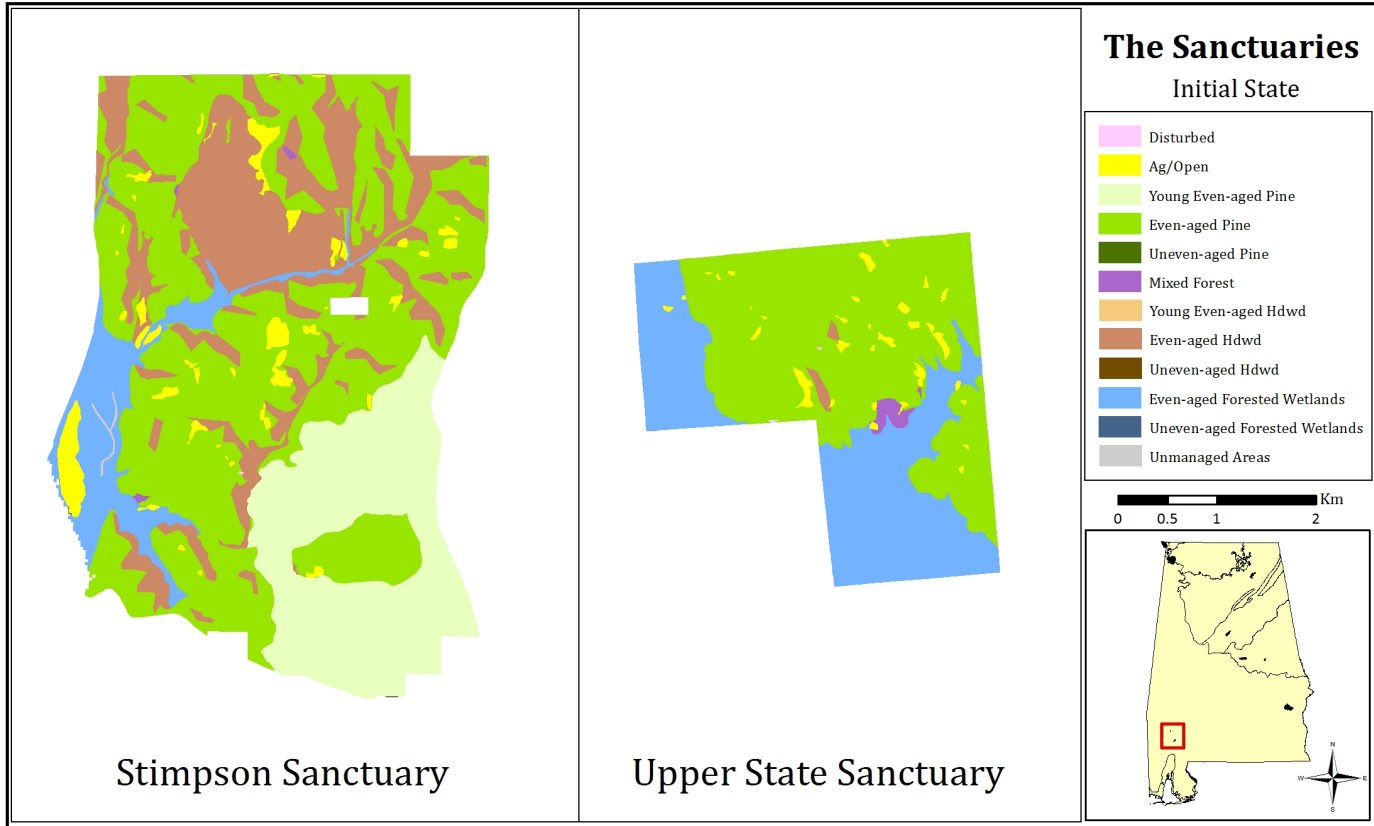 The Sanctuaries
Initial State
Disturbed
Ag/Open
Young Even-aged Pine
Even-aged Pine
Uneven-aged Pine
Mixed Forest
Young Even-aged Hdwd
Even-aged Hdwd
Uneven-aged Hdwd
Even-aged Forested Wetlands
Uneven-aged Forested Wetlands
Unmanaged Areas
Km
0 0.5 1 2
N
W E
S
Stimpson Sanctuary
Upper State Sanctuary